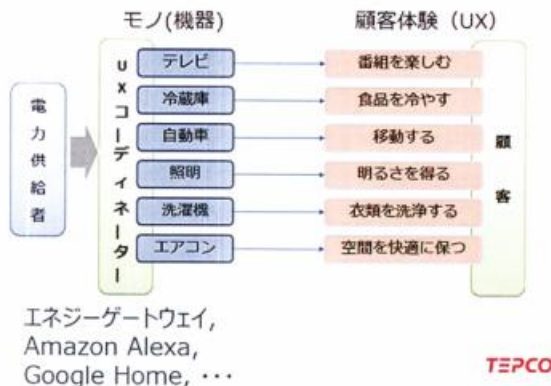 モノ(機器)
顧客体験（UX）
電力供給者
UXコーディネーター
テレビ
番組を楽しむ
冷蔵庫
食品を冷やす
自動車
移動する
照明
明るさを得る
洗濯機
衣類を洗浄する
エアコン
空間を快適に保つ
顧客
エネジーゲートウェイ,
Amazon Alexa,
Google Home, ･･･
TEPCO